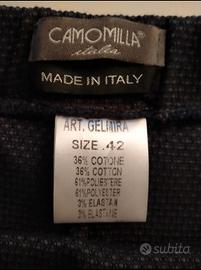 CAMOMILLA
italia
MADE IN ITALY
ART. GELMIRA
SIZE .42
36% COTONE
36% COTTON
61% POLIESTERE
61% POLYESTER
3% ELASTAN
3% ELASTANE
subito